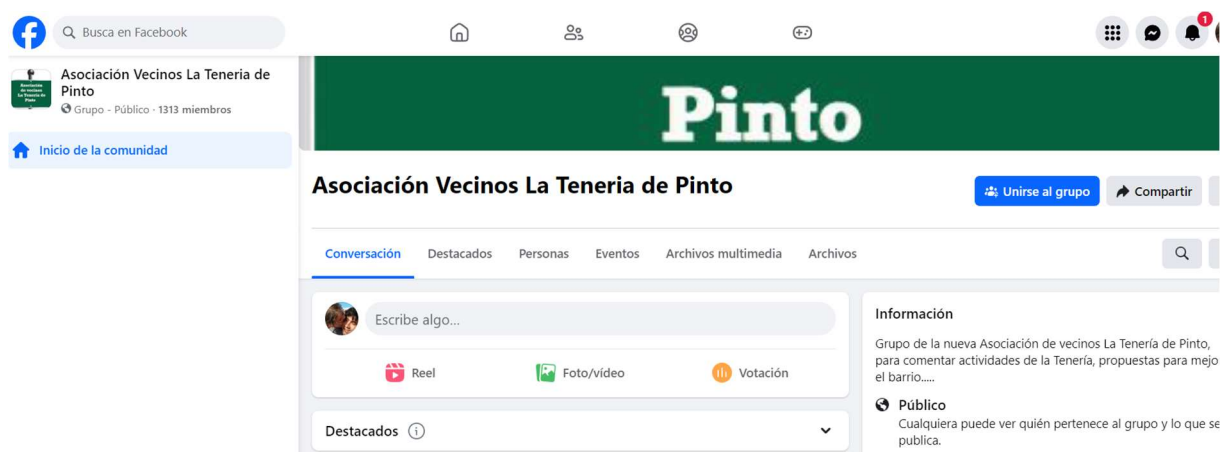 Busca en Facebook
1
Asociación Vecinos La Teneria de
Pinto
Grupo - Público · 1313 miembros
Inicio de la comunidad
Pinto
Asociación Vecinos La Teneria de Pinto
Unirse al grupo
Compartir
Conversación
Destacados
Personas
Eventos
Archivos multimedia
Archivos
Escribe algo...
Reel
Foto/vídeo
Votación
Destacados
Información
Grupo de la nueva Asociación de vecinos La Tenería de Pinto,
para comentar actividades de la Tenería, propuestas para mejo
el barrio.....
Público
Cualquiera puede ver quién pertenece al grupo y lo que se
publica.